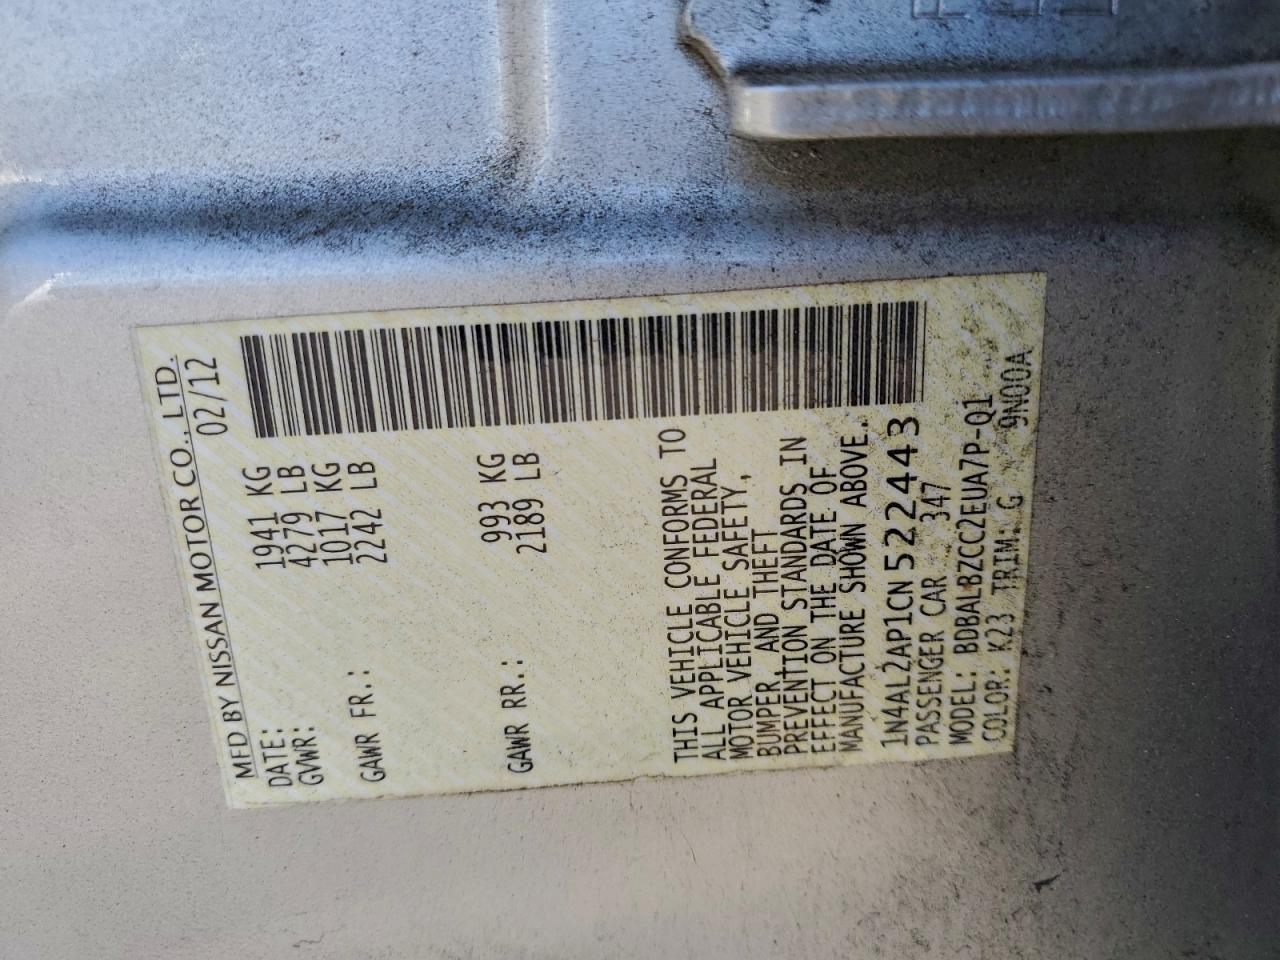 MFD BY NISSAN MOTOR CO., LTD.
DATE: 02/12
GVWR: 1941 KG
4279 LB
GAWR FR.: 1017 KG
2242 LB
GAWR RR.: 993 KG
2189 LB
THIS VEHICLE CONFORMS TO
ALL APPLICABLE FEDERAL
MOTOR VEHICLE SAFETY,
BUMPER AND THEFT
PREVENTION STANDARDS IN
EFFECT ON THE DATE OF
MANUFACTURE SHOWN ABOVE.
1N4AL2AP1CN522443
PASSENGER CAR 347
MODEL: BDBALBZCC2EUA7P-Q1
COLOR: K23 TRIM: G 9N00A